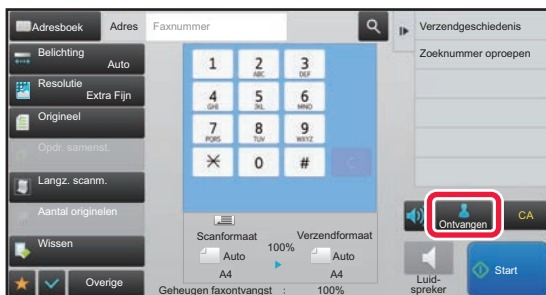 Adresboek
Adres
Faxnummer
Belichting
Auto
Resolutie
Extra Fijn
Origineel
Opdr. samenst.
Langz. scanm.
Aantal originelen
Wissen
Overige
1
2
ABC
3
DEF
4
GHI
5
JKL
6
MNO
7
PQRS
8
TUV
9
WXYZ
0
#
C
Scanformaat
Auto
A4
100%
Verzendformaat
Auto
A4
Geheugen faxontvangst : 100%
Verzendgeschiedenis
Zoeknummer oproepen
Ontvangen
CA
Luid-
spreker
Start